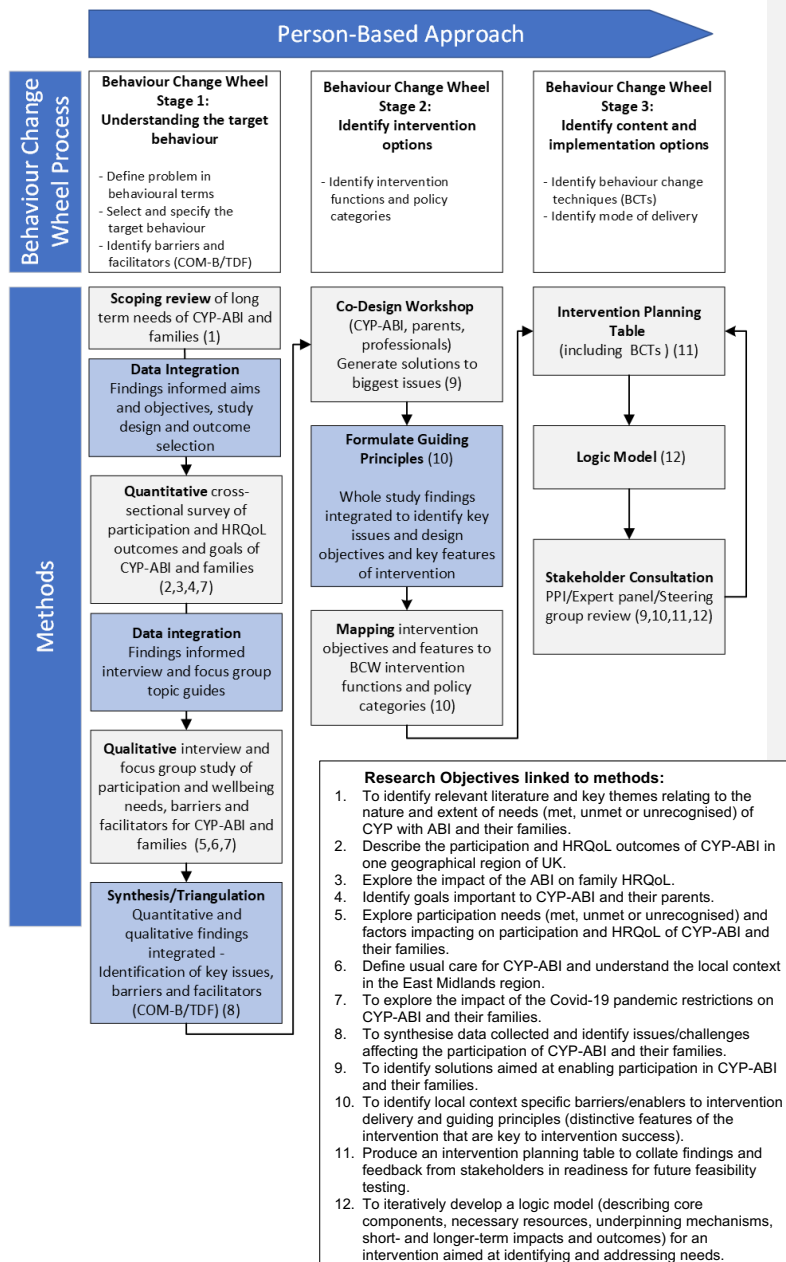 Person-Based Approach
Behaviour Change
Wheel Process
Behaviour Change Wheel
Stage 1:
Understanding the target
behaviour
- Define problem in
behavioural terms
- Select and specify the
target behaviour
- Identify barriers and
facilitators (COM-B/TDF)
Behaviour Change Wheel
Stage 2:
Identify intervention
options
- Identify intervention
functions and policy
categories
Behaviour Change Wheel
Stage 3:
Identify content and
implementation options
- Identify behaviour change
techniques (BCTs)
- Identify mode of delivery
Methods
Scoping review of long
term needs of CYP-ABI and
families (1)
Data Integration
Findings informed aims
and objectives, study
design and outcome
selection
Quantitative cross-
sectional survey of
participation and HRQoL
outcomes and goals of
CYP-ABI and families
(2,3,4,7)
Data integration
Findings informed
interview and focus group
topic guides
Qualitative interview and
focus group study of
participation and wellbeing
needs, barriers and
facilitators for CYP-ABI and
families (5,6,7)
Synthesis/Triangulation
Quantitative and
qualitative findings
integrated -
Identification of key issues,
barriers and facilitators
(COM-B/TDF) (8)
Co-Design Workshop
(CYP-ABI, parents,
professionals)
Generate solutions to
biggest issues (9)
Formulate Guiding
Principles (10)
Whole study findings
integrated to identify key
issues and design
objectives and key features
of intervention
Mapping intervention
objectives and features to
BCW intervention
functions and policy
categories (10)
Intervention Planning
Table
(including BCTs ) (11)
Logic Model (12)
Stakeholder Consultation
PPI/Expert panel/Steering
group review (9,10,11,12)
Research Objectives linked to methods:
1. To identify relevant literature and key themes relating to the
nature and extent of needs (met, unmet or unrecognised) of
CYP with ABI and their families.
2. Describe the participation and HRQoL outcomes of CYP-ABI in
one geographical region of UK.
3. Explore the impact of the ABI on family HRQoL.
4. Identify goals important to CYP-ABI and their parents.
5. Explore participation needs (met, unmet or unrecognised) and
factors impacting on participation and HRQoL of CYP-ABI and
their families.
6. Define usual care for CYP-ABI and understand the local context
in the East Midlands region.
7. To explore the impact of the Covid-19 pandemic restrictions on
CYP-ABI and their families.
8. To synthesise data collected and identify issues/challenges
affecting the participation of CYP-ABI and their families.
9. To identify solutions aimed at enabling participation in CYP-ABI
and their families.
10. To identify local context specific barriers/enablers to intervention
delivery and guiding principles (distinctive features of the
intervention that are key to intervention success).
11. Produce an intervention planning table to collate findings and
feedback from stakeholders in readiness for future feasibility
testing.
12. To iteratively develop a logic model (describing core
components, necessary resources, underpinning mechanisms,
short- and longer-term impacts and outcomes) for an
intervention aimed at identifying and addressing needs.